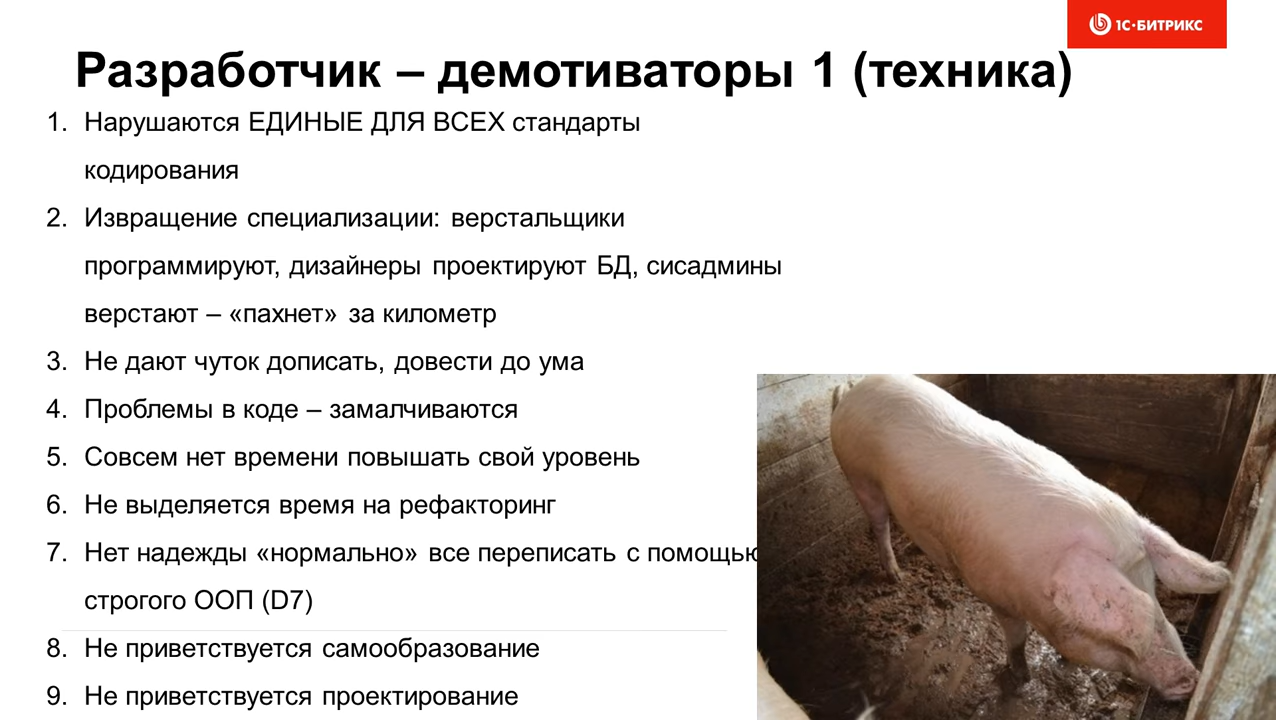 1С·БИТРИКС
Разработчик – демотиваторы 1 (техника)
1. Нарушаются ЕДИНЫЕ ДЛЯ ВСЕХ стандарты
кодирования
2. Извращение специализации: верстальщики
программируют, дизайнеры проектируют БД, сисадмины
верстают – «пахнет» за километр
3. Не дают чуток дописать, довести до ума
4. Проблемы в коде – замалчиваются
5. Совсем нет времени повышать свой уровень
6. Не выделяется время на рефакторинг
7. Нет надежды «нормально» все переписать с помощью
строгого ООП (D7)
8. Не приветствуется самообразование
9. Не приветствуется проектирование